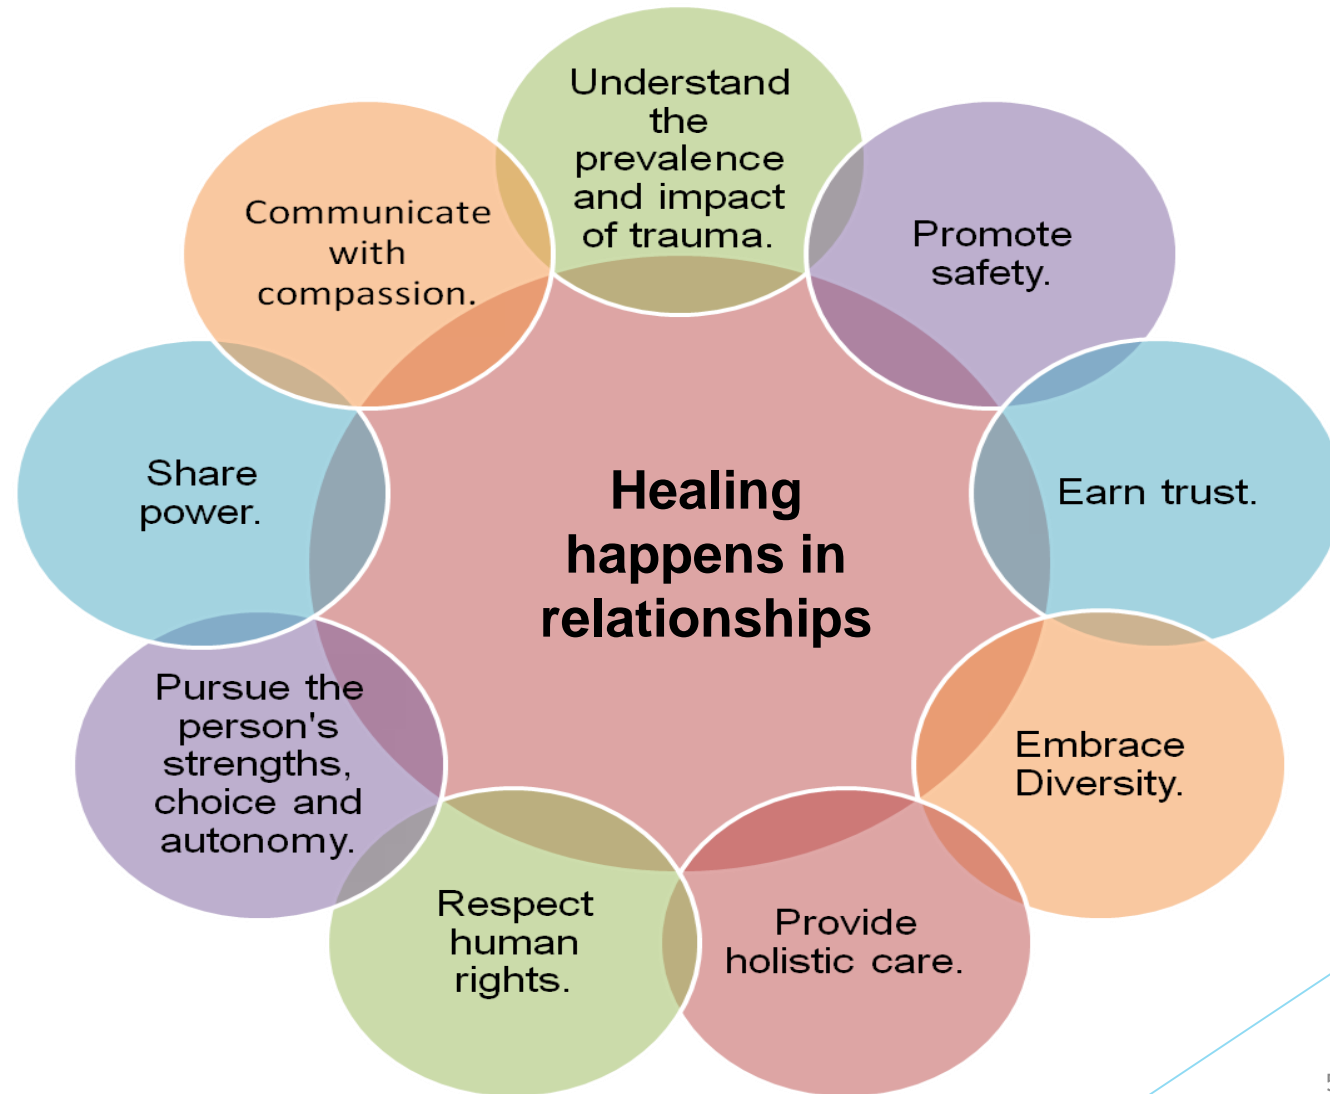 Understand
the
prevalence
and impact
of trauma.
Promote
safety.
Earn trust.
Embrace
Diversity.
Provide
holistic care.
Respect
human
rights.
Pursue the
person's
strengths,
choice and
autonomy.
Share
power.
Communicate
with
compassion.
Healing
happens in
relationships